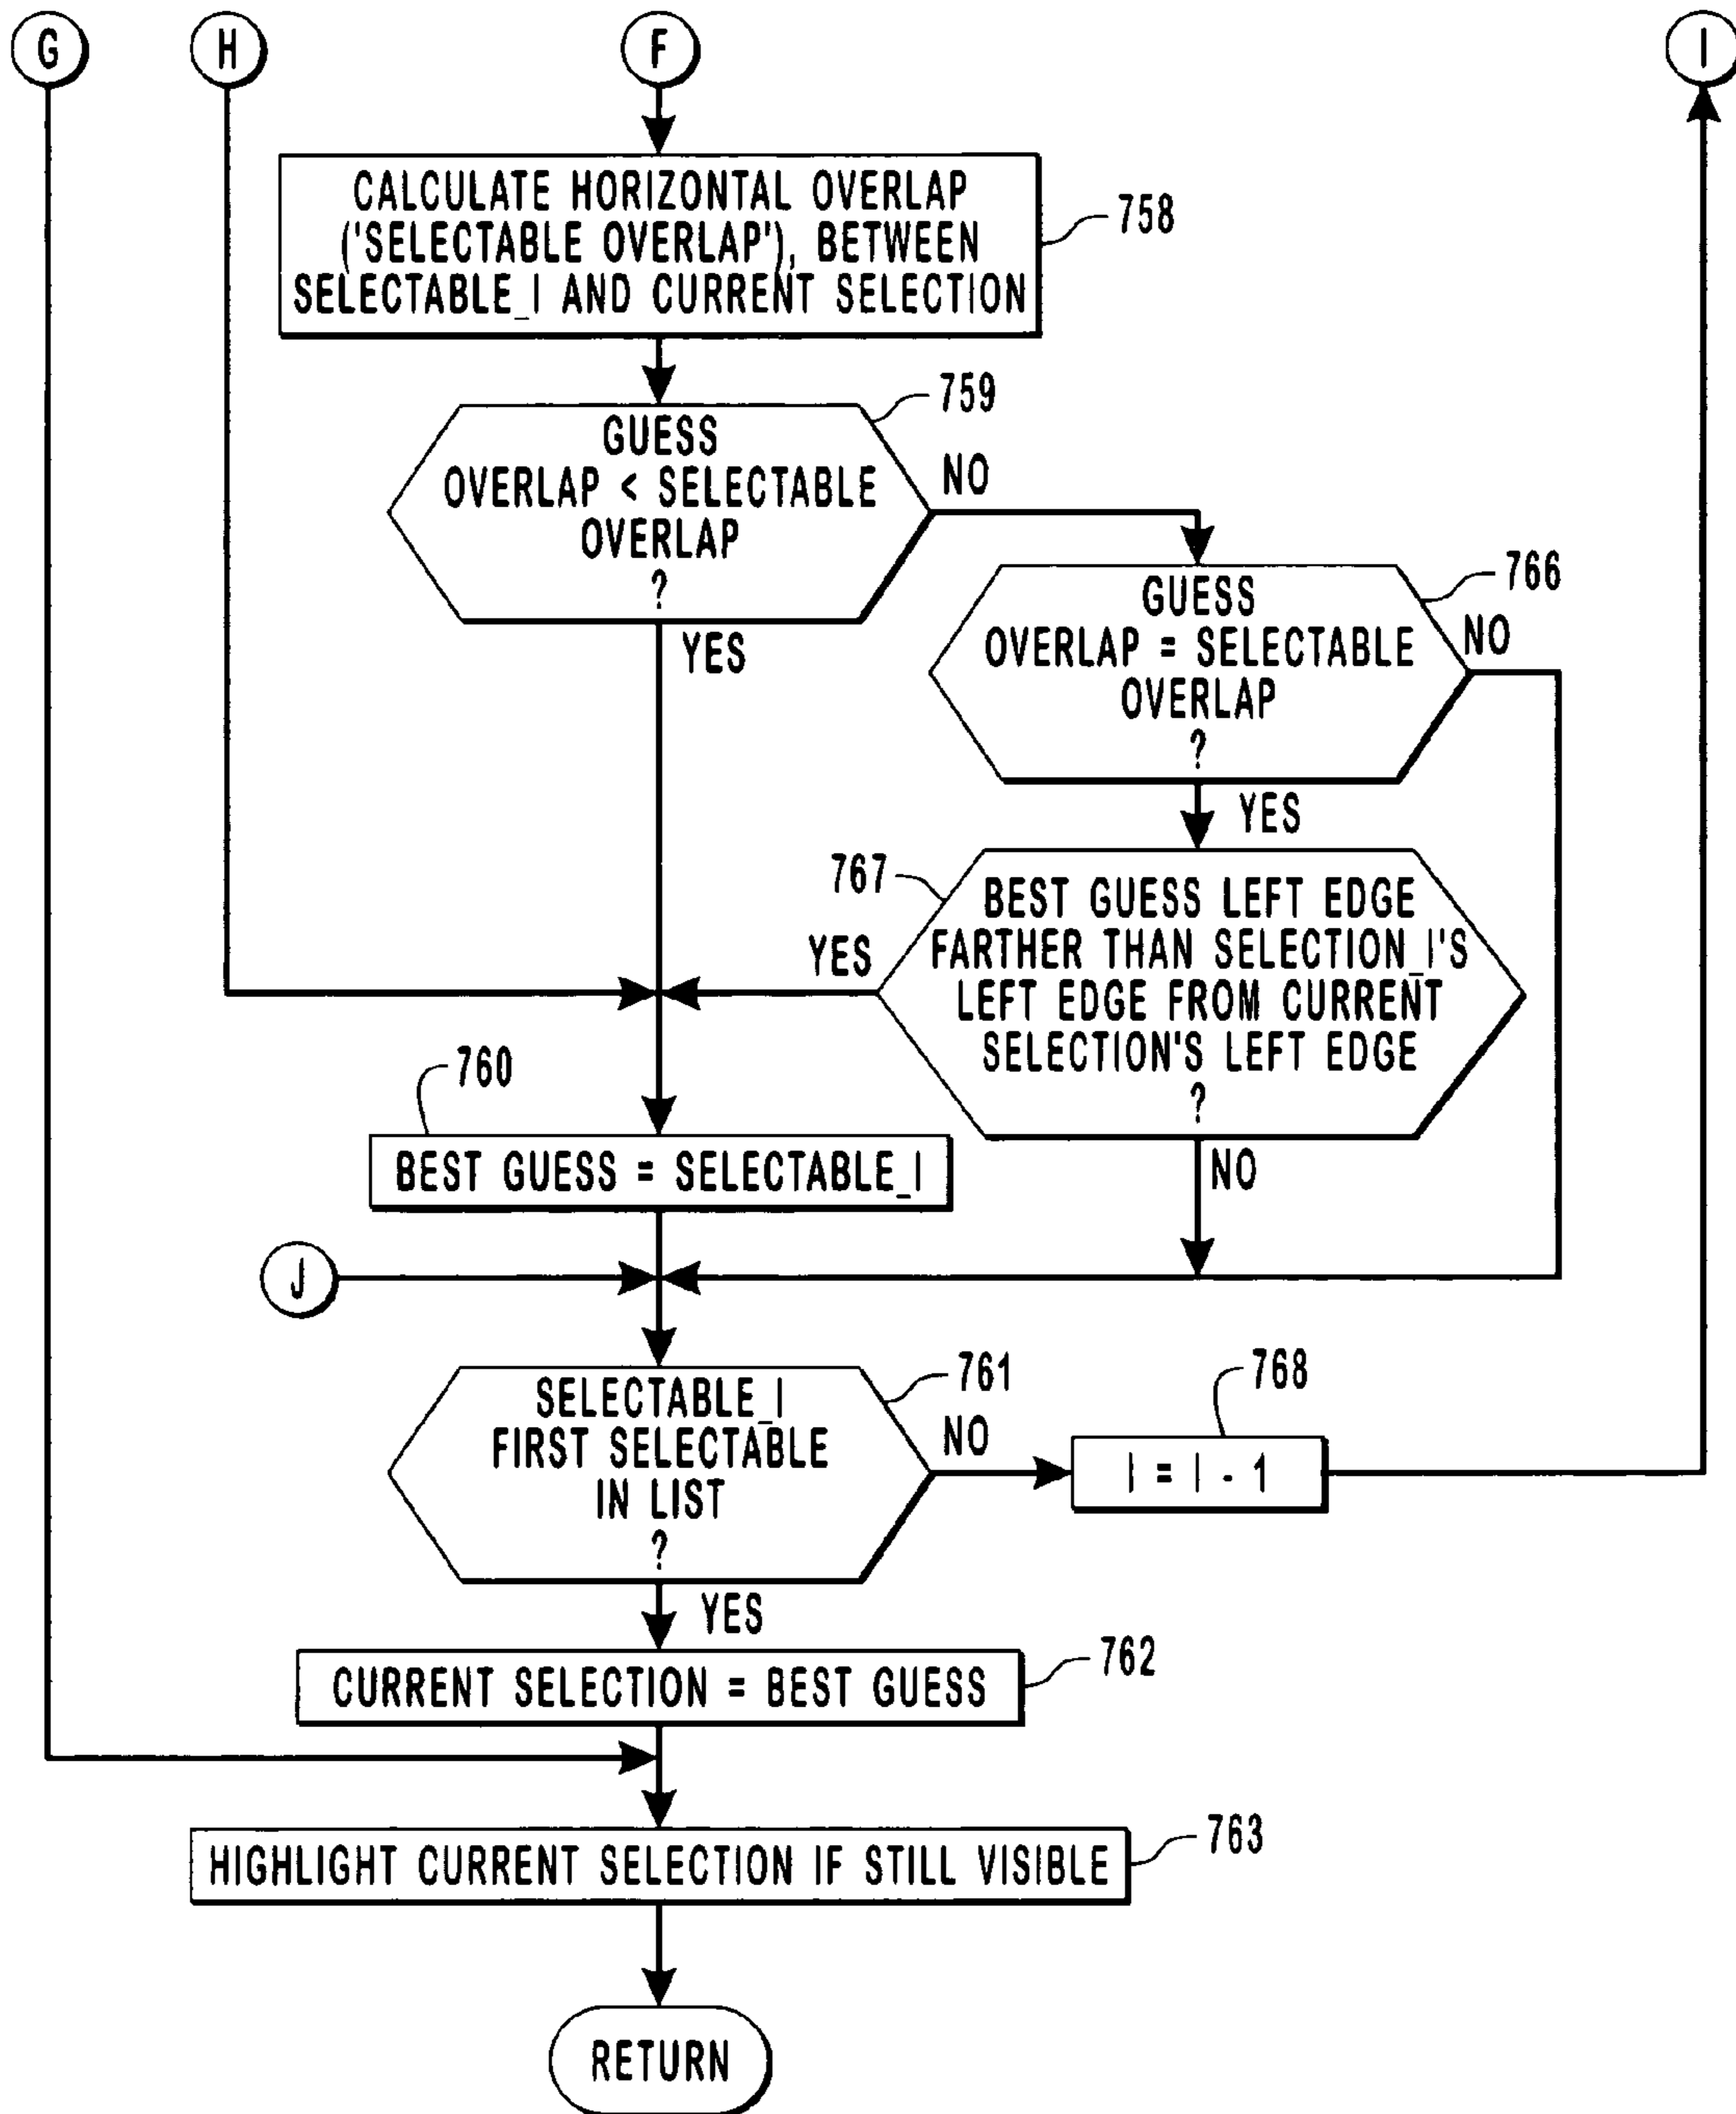 G
H
F
I
CALCULATE HORIZONTAL OVERLAP
('SELECTABLE OVERLAP'), BETWEEN
SELECTABLE_I AND CURRENT SELECTION
758
759
GUESS
OVERLAP < SELECTABLE
OVERLAP
?
NO
YES
766
GUESS
OVERLAP = SELECTABLE
OVERLAP
?
NO
YES
767
BEST GUESS LEFT EDGE
FARTHER THAN SELECTION_I'S
LEFT EDGE FROM CURRENT
SELECTION'S LEFT EDGE
?
YES
NO
760
BEST GUESS = SELECTABLE_I
J
761
SELECTABLE_I
FIRST SELECTABLE
IN LIST
?
NO
768
I = I - 1
YES
762
CURRENT SELECTION = BEST GUESS
763
HIGHLIGHT CURRENT SELECTION IF STILL VISIBLE
RETURN